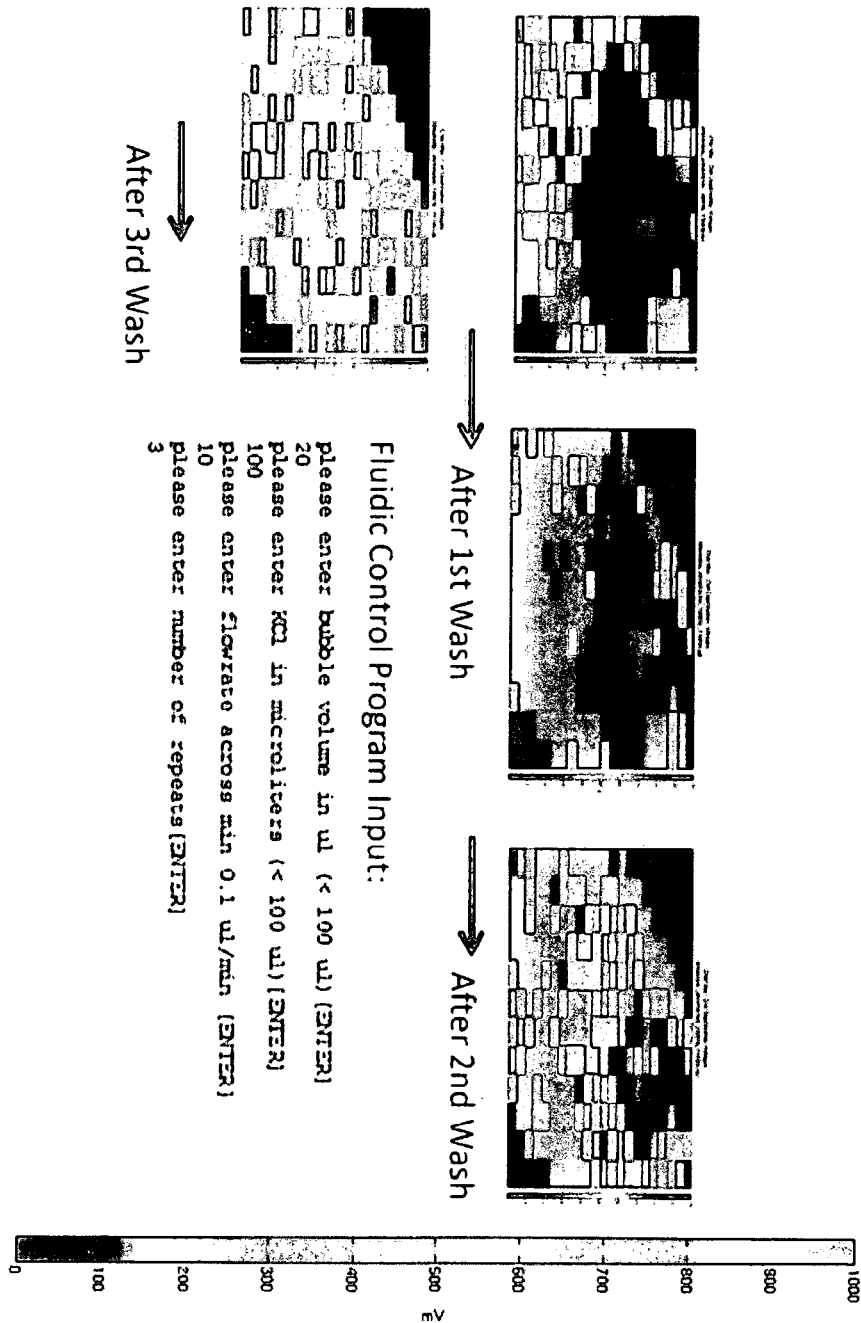 After 1st Wash
After 2nd Wash
After 3rd Wash
Fluidic Control Program Input:
please enter bubble volume in ul (< 100 ul) [ENTER]
20
please enter KCl in microliters (< 100 ul) [ENTER]
100
please enter flowrate across min 0.1 ul/min [ENTER]
10
please enter number of repeats [ENTER]
3
0
100
200
300
400
500
600
700
800
900
1000
mV